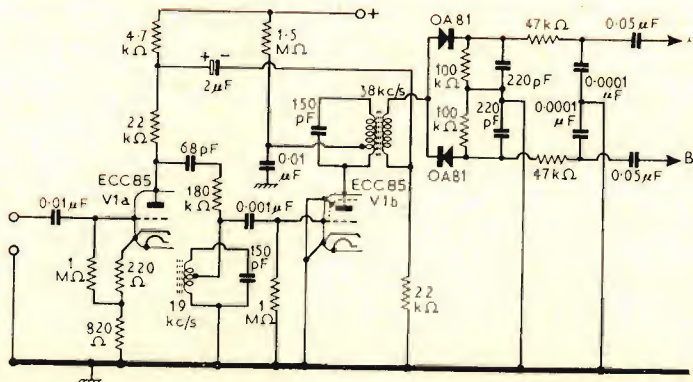 4·7
kΩ
1·5
MΩ
+
+ -
2µF
22
kΩ
68pF
180
kΩ
ECC85
V1a
0·01µF
1
MΩ
220
Ω
820
Ω
19
kc/s
150
pF
0·001µF
1
MΩ
0·01
µF
150
pF
38kc/s
ECC85
V1b
22
kΩ
OA81
OA81
100
kΩ
100
kΩ
220pF
220
pF
47kΩ
47kΩ
0·0001
µF
0·0001
µF
0·05µF
0·05µF
B